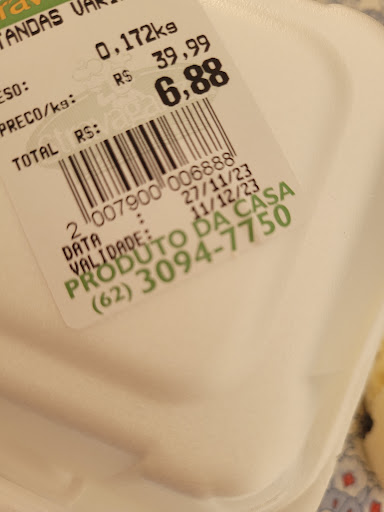 0,172kg
PRECO/kg: R$ 39,99
TOTAL R$: 6,88
2 007900 006888
DATA : 27/11/23
VALIDADE: 11/12/23
PRODUTO DA CASA
(62) 3094-7750